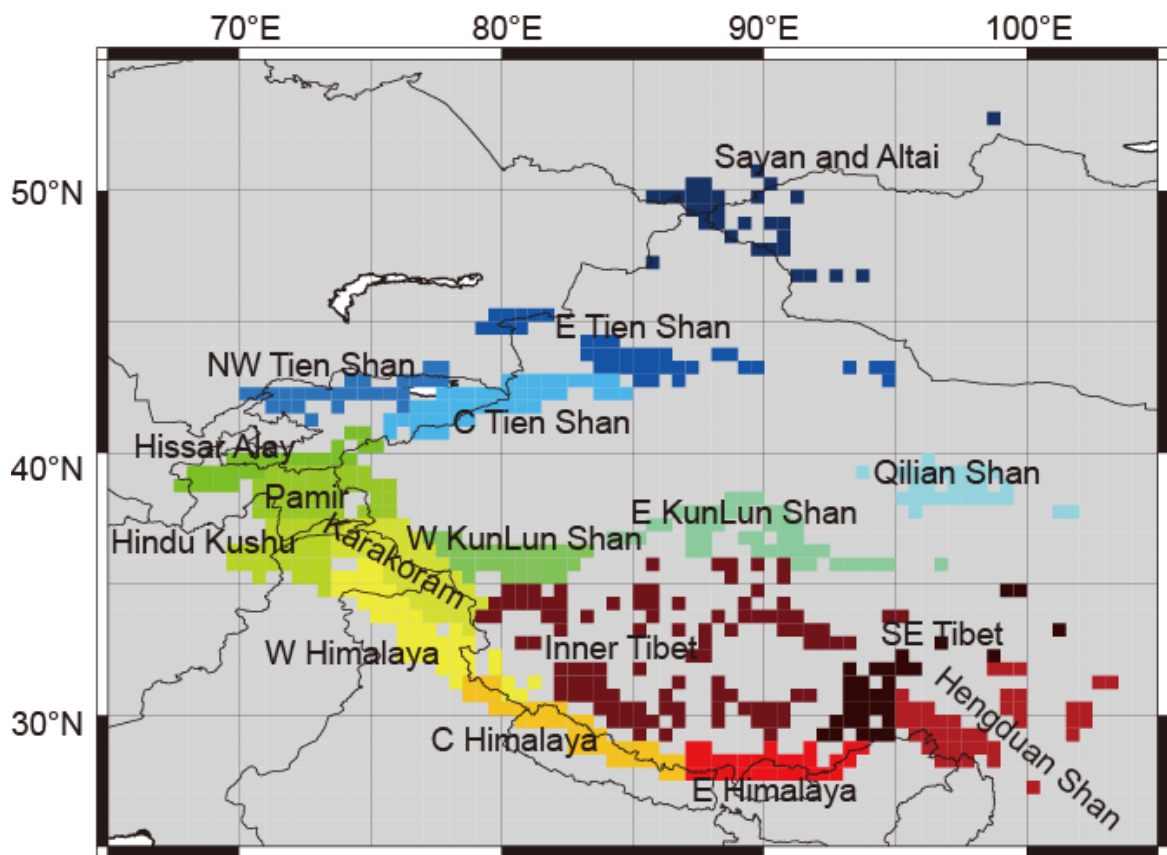 70°E 80°E 90°E 100°E
Sayan and Altai
50°N
E Tien Shan
NW Tien Shan
C Tien Shan
Hissar Alay
40°N
Qilian Shan
Pamir
E KunLun Shan
Hindu Kushu
Karakoram
W KunLun Shan
W Himalaya
Inner Tibet
SE Tibet
Hengduan Shan
30°N
C Himalaya
E Himalaya